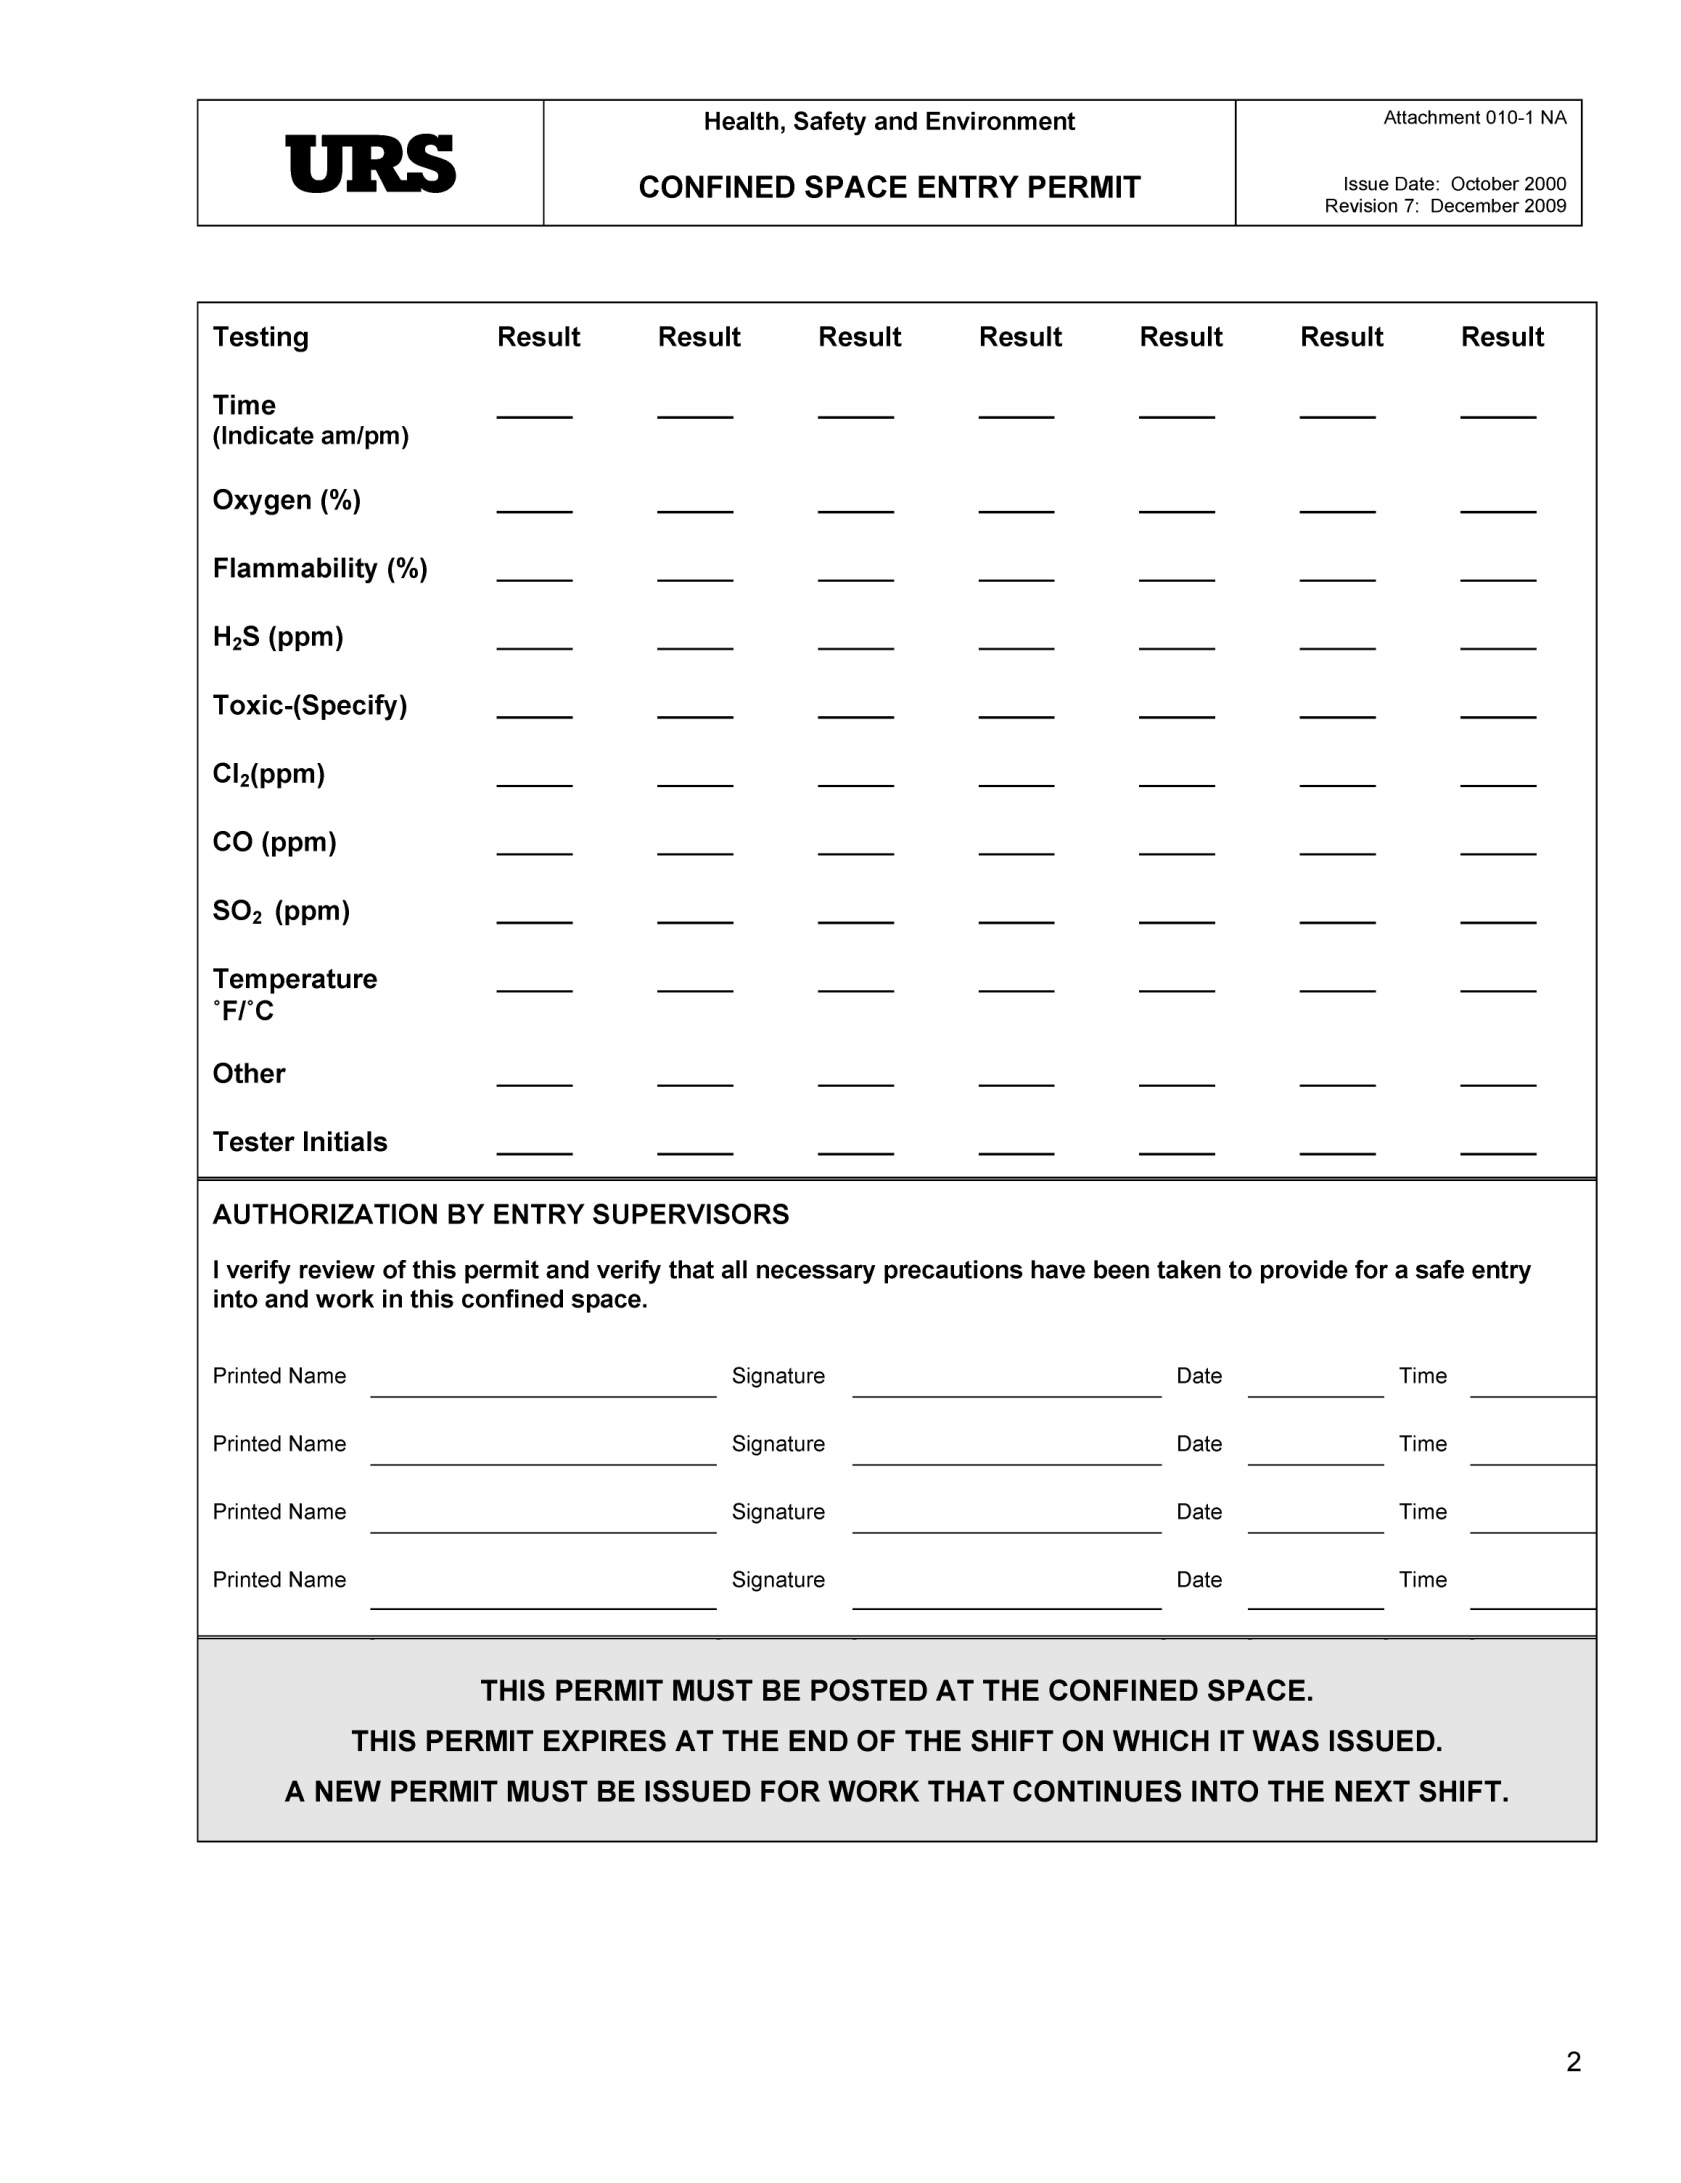 URS
Health, Safety and Environment
CONFINED SPACE ENTRY PERMIT
Attachment 010-1 NA
Issue Date: October 2000
Revision 7: December 2009
Testing Result Result Result Result Result Result Result
Time
(Indicate am/pm)
Oxygen (%)
Flammability (%)
H₂S (ppm)
Toxic-(Specify)
Cl₂(ppm)
CO (ppm)
SO₂ (ppm)
Temperature
˚F/˚C
Other
Tester Initials
AUTHORIZATION BY ENTRY SUPERVISORS
I verify review of this permit and verify that all necessary precautions have been taken to provide for a safe entry
into and work in this confined space.
Printed Name Signature Date Time
Printed Name Signature Date Time
Printed Name Signature Date Time
Printed Name Signature Date Time
THIS PERMIT MUST BE POSTED AT THE CONFINED SPACE.
THIS PERMIT EXPIRES AT THE END OF THE SHIFT ON WHICH IT WAS ISSUED.
A NEW PERMIT MUST BE ISSUED FOR WORK THAT CONTINUES INTO THE NEXT SHIFT.
2